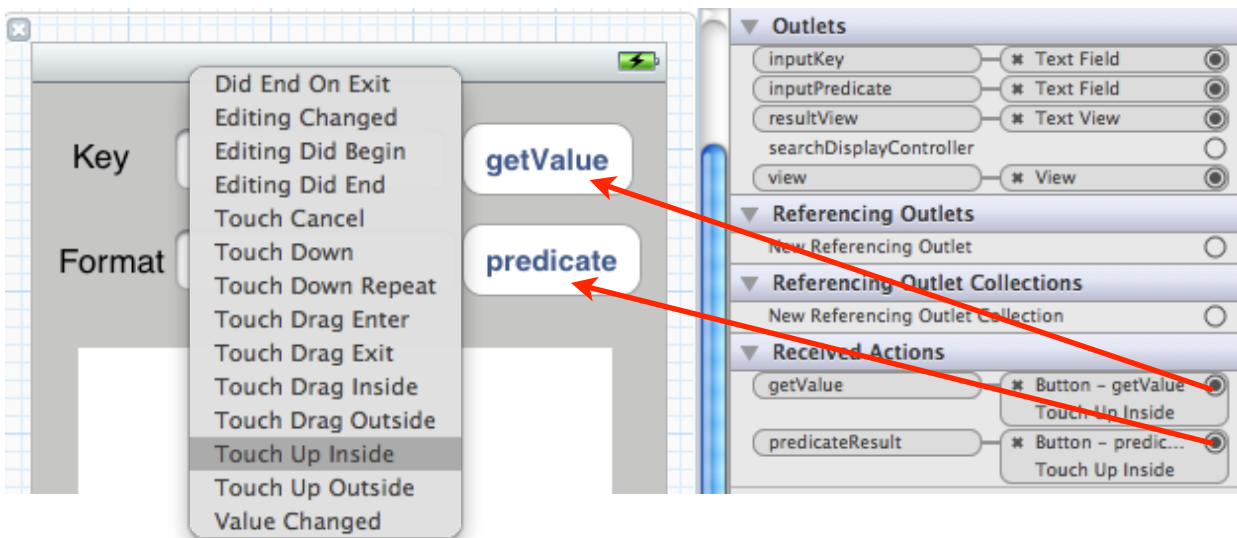 Did End On Exit
Editing Changed
Editing Did Begin
Editing Did End
Touch Cancel
Touch Down
Touch Down Repeat
Touch Drag Enter
Touch Drag Exit
Touch Drag Inside
Touch Drag Outside
Touch Up Inside
Touch Up Outside
Value Changed
Key
getValue
Format
predicate
Outlets
inputKey Text Field
inputPredicate Text Field
resultView Text View
searchDisplayController
view View
Referencing Outlets
New Referencing Outlet
Referencing Outlet Collections
New Referencing Outlet Collection
Received Actions
getValue Button - getValue
Touch Up Inside
predicateResult Button - predic...
Touch Up Inside